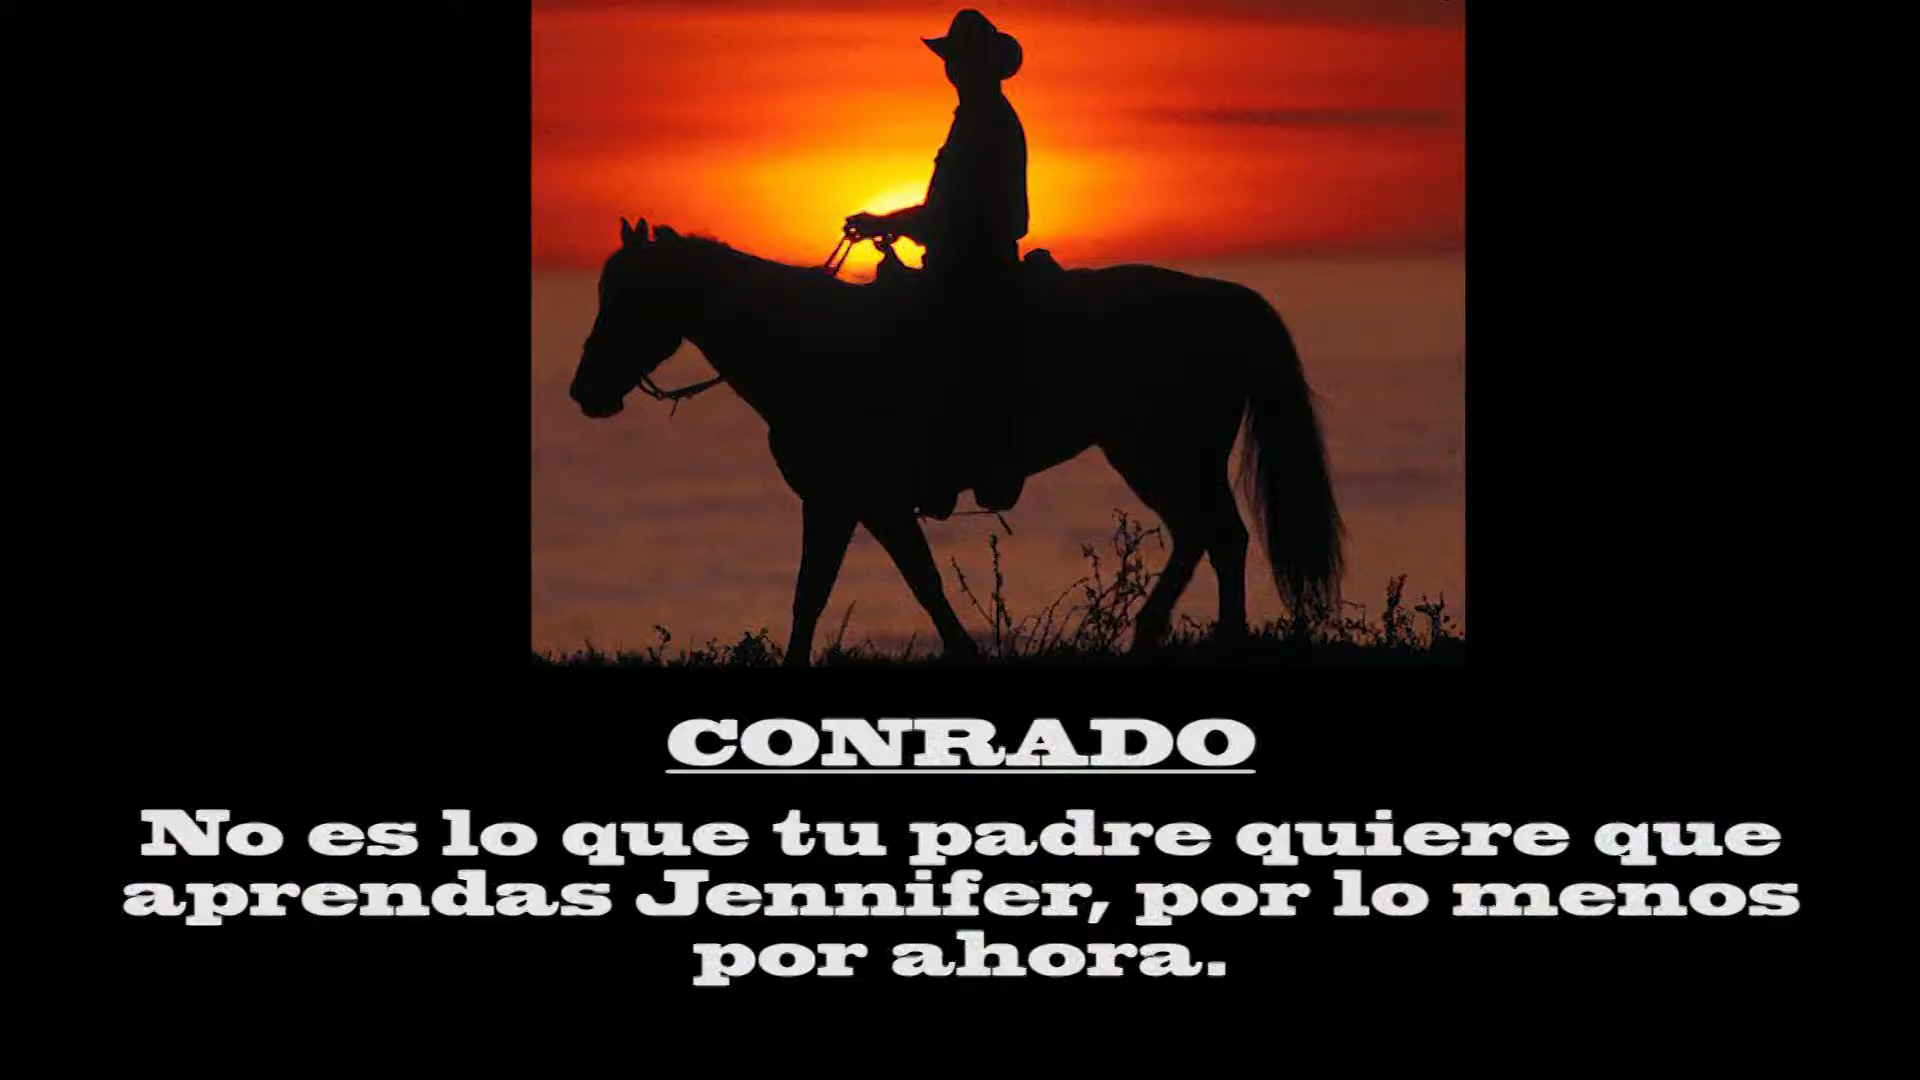 CONRADO
No es lo que tu padre quiere que
aprendas Jennifer, por lo menos
por ahora.